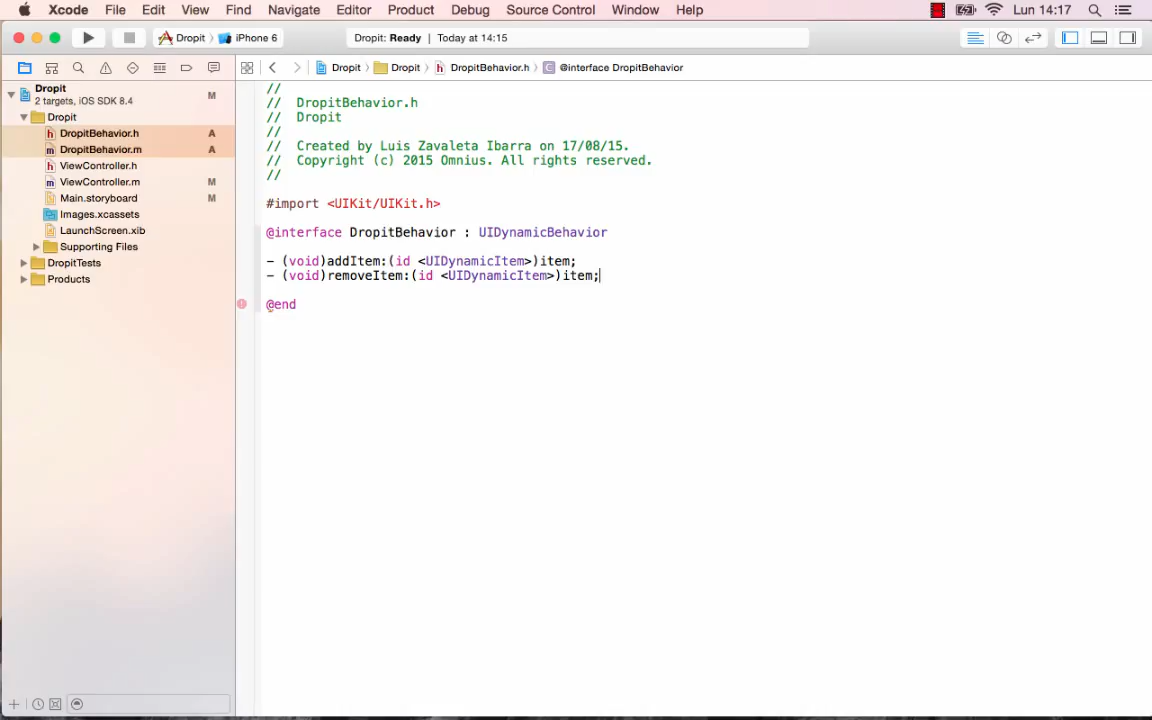 Xcode File Edit View Find Navigate Editor Product Debug Source Control Window Help Lun 14:17
Dropit iPhone 6 Dropit: Ready Today at 14:15
Dropit Dropit DropitBehavior.h @interface DropitBehavior
Dropit M
2 targets, iOS SDK 8.4
Dropit
DropitBehavior.h A
DropitBehavior.m A
ViewController.h
ViewController.m M
Main.storyboard M
Images.xcassets
LaunchScreen.xib
Supporting Files
DropitTests
Products
//
// DropitBehavior.h
// Dropit
//
// Created by Luis Zavaleta Ibarra on 17/08/15.
// Copyright (c) 2015 Omnius. All rights reserved.
//
#import <UIKit/UIKit.h>
@interface DropitBehavior : UIDynamicBehavior
- (void)addItem:(id <UIDynamicItem>)item;
- (void)removeItem:(id <UIDynamicItem>)item;
@end